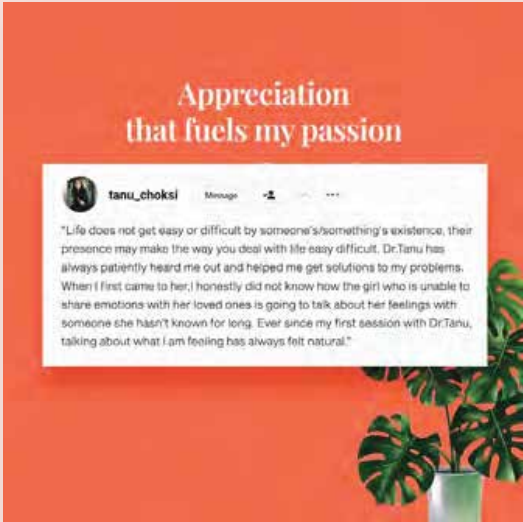 Appreciation
that fuels my passion
tanu_choksi Message ...
"Life does not get easy or difficult by someone's/something's existence, their
presence may make the way you deal with life easy difficult. Dr.Tanu has
always patiently heard me out and helped me get solutions to my problems.
When I first came to her,I honestly did not know how the girl who is unable to
share emotions with her loved ones is going to talk about her feelings with
someone she hasn't known for long. Ever since my first session with Dr.Tanu,
talking about what I am feeling has always felt natural."